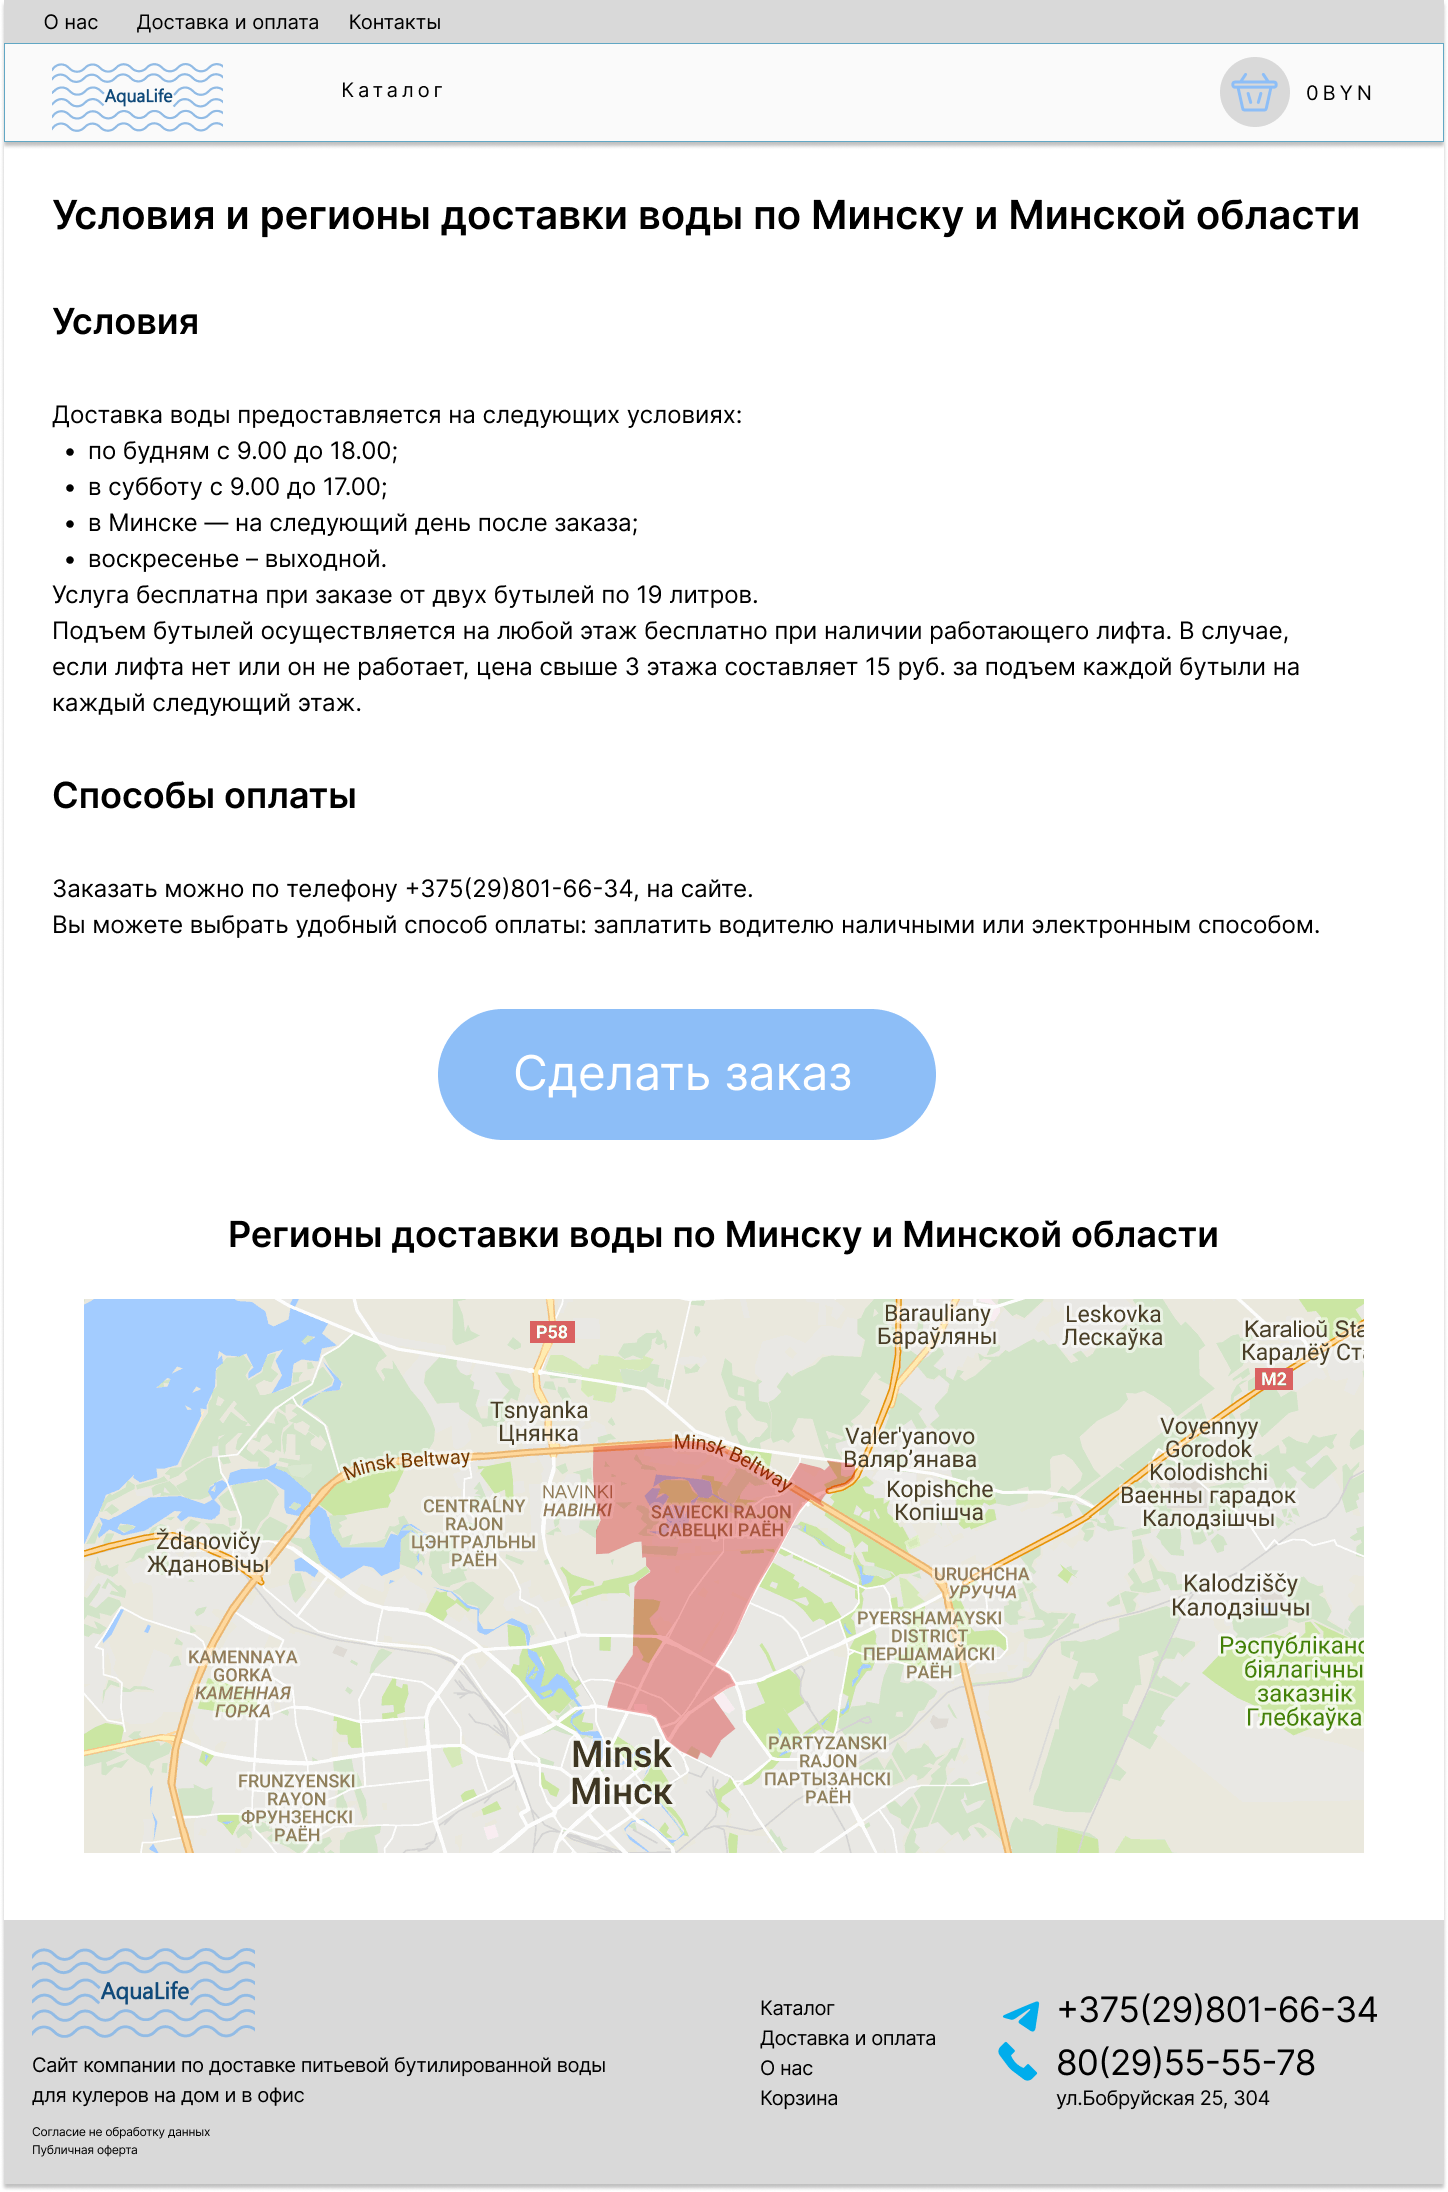 О нас Доставка и оплата Контакты
AquaLife
Каталог
0BYN
Условия и регионы доставки воды по Минску и Минской области
Условия
Доставка воды предоставляется на следующих условиях:
• по будням с 9.00 до 18.00;
• в субботу с 9.00 до 17.00;
• в Минске — на следующий день после заказа;
• воскресенье – выходной.
Услуга бесплатна при заказе от двух бутылей по 19 литров.
Подъем бутылей осуществляется на любой этаж бесплатно при наличии работающего лифта. В случае,
если лифта нет или он не работает, цена свыше 3 этажа составляет 15 руб. за подъем каждой бутыли на
каждый следующий этаж.
Способы оплаты
Заказать можно по телефону +375(29)801-66-34, на сайте.
Вы можете выбрать удобный способ оплаты: заплатить водителю наличными или электронным способом.
Сделать заказ
Регионы доставки воды по Минску и Минской области
Barauliany
Бараўляны
Leskovka
Лескаўка
Karalioŭ Sta
Каралёў Ст
P58
M2
Tsnyanka
Цнянка
Minsk Beltway
Minsk Beltway
Valer'yanovo
Валяр'янава
Kopishche
Копішча
Voyennyy
Gorodok
Kolodishchi
Ваенны гарадок
Калодзішчы
NAVINKI
НАВІНКІ
CENTRAĹNY
RAJON
ЦЭНТРАЛЬНЫ
РАЁН
SAVIECKI RAJON
САВЕЦКІ РАЁН
Ždanovičy
Ждановічы
URUCHCHA
УРУЧЧА
Kalodziščy
Калодзішчы
PYERSHAMAYSKI
DISTRICT
ПЕРШАМАЙСКІ
РАЁН
Рэспубліканс
біялагічны
заказнік
Глебкаўка
KAMENNAYA
GORKA
КАМЕННАЯ
ГОРКА
Minsk
Мінск
PARTYZANSKI
RAJON
ПАРТЫЗАНСКІ
РАЁН
FRUNZYENSKI
RAYON
ФРУНЗЕНСКІ
РАЁН
AquaLife
Сайт компании по доставке питьевой бутилированной воды
для кулеров на дом и в офис
Согласие не обработку данных
Публичная оферта
Каталог
Доставка и оплата
О нас
Корзина
+375(29)801-66-34
80(29)55-55-78
ул.Бобруйская 25, 304